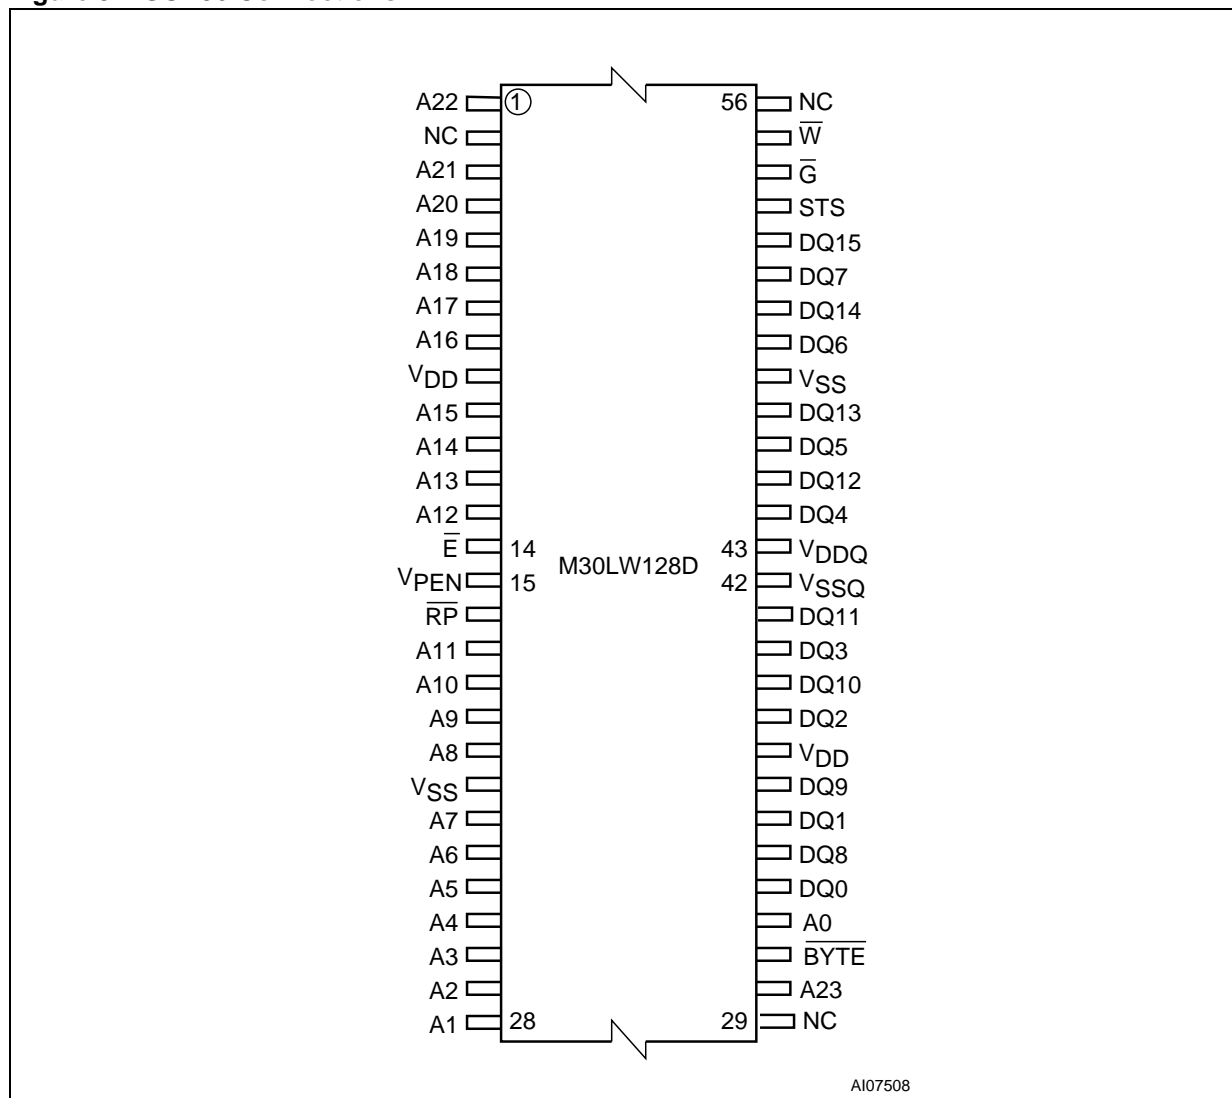 A22 1 56 NC
NC W̅
A21 G̅
A20 STS
A19 DQ15
A18 DQ7
A17 DQ14
A16 DQ6
VDD VSS
A15 DQ13
A14 DQ5
A13 DQ12
A12 DQ4
E̅ 14 43 VDDQ
M30LW128D
VPEN 15 42 VSSQ
R̅P̅ DQ11
A11 DQ3
A10 DQ10
A9 DQ2
A8 VDD
VSS DQ9
A7 DQ1
A6 DQ8
A5 DQ0
A4 A0
A3 B̅Y̅T̅E̅
A2 A23
A1 28 29 NC
AI07508